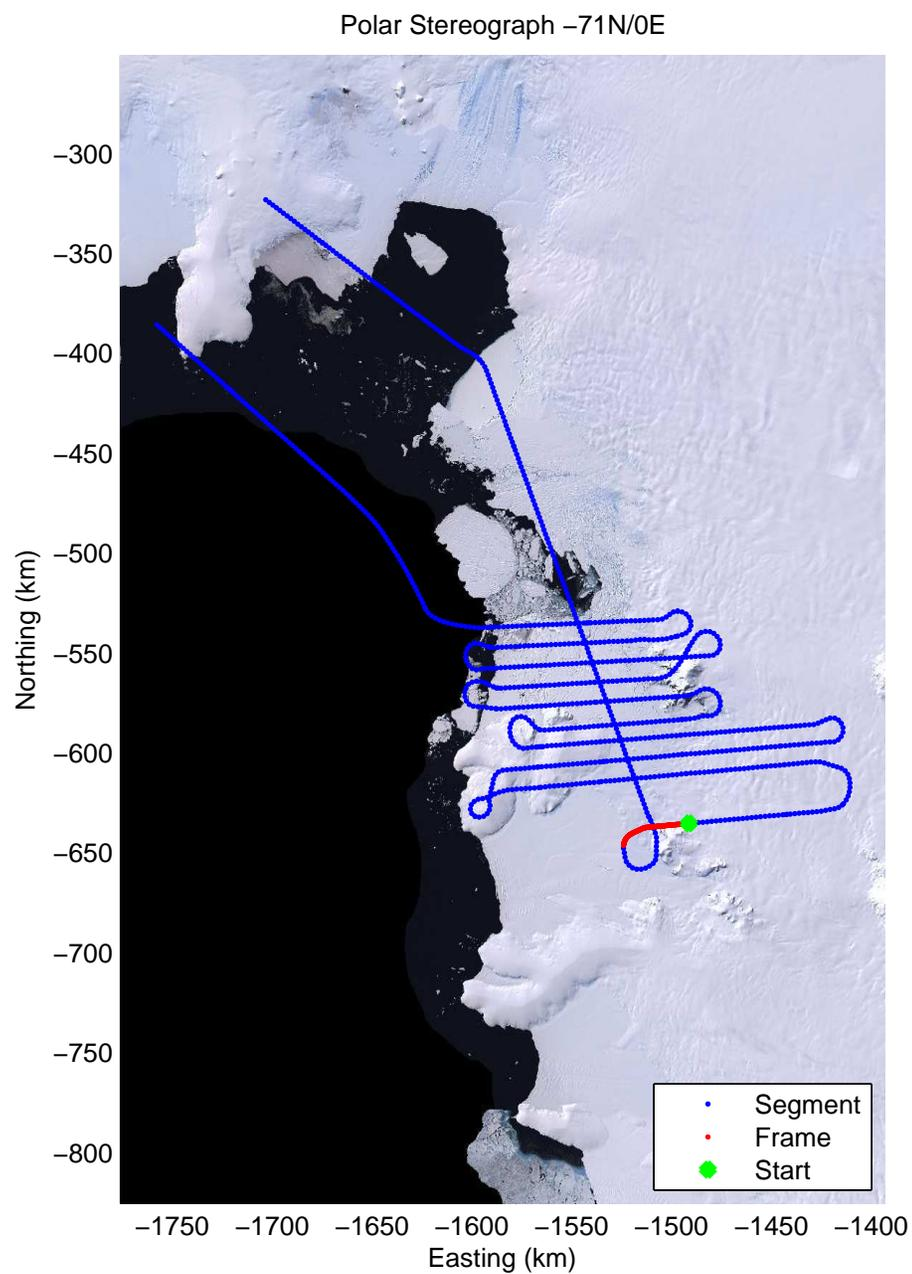 Polar Stereograph −71N/0E
−300
−350
−400
−450
−500
−550
−600
−650
−700
−750
−800
Northing (km)
Segment
Frame
Start
−1750 −1700 −1650 −1600 −1550 −1500 −1450 −1400
Easting (km)